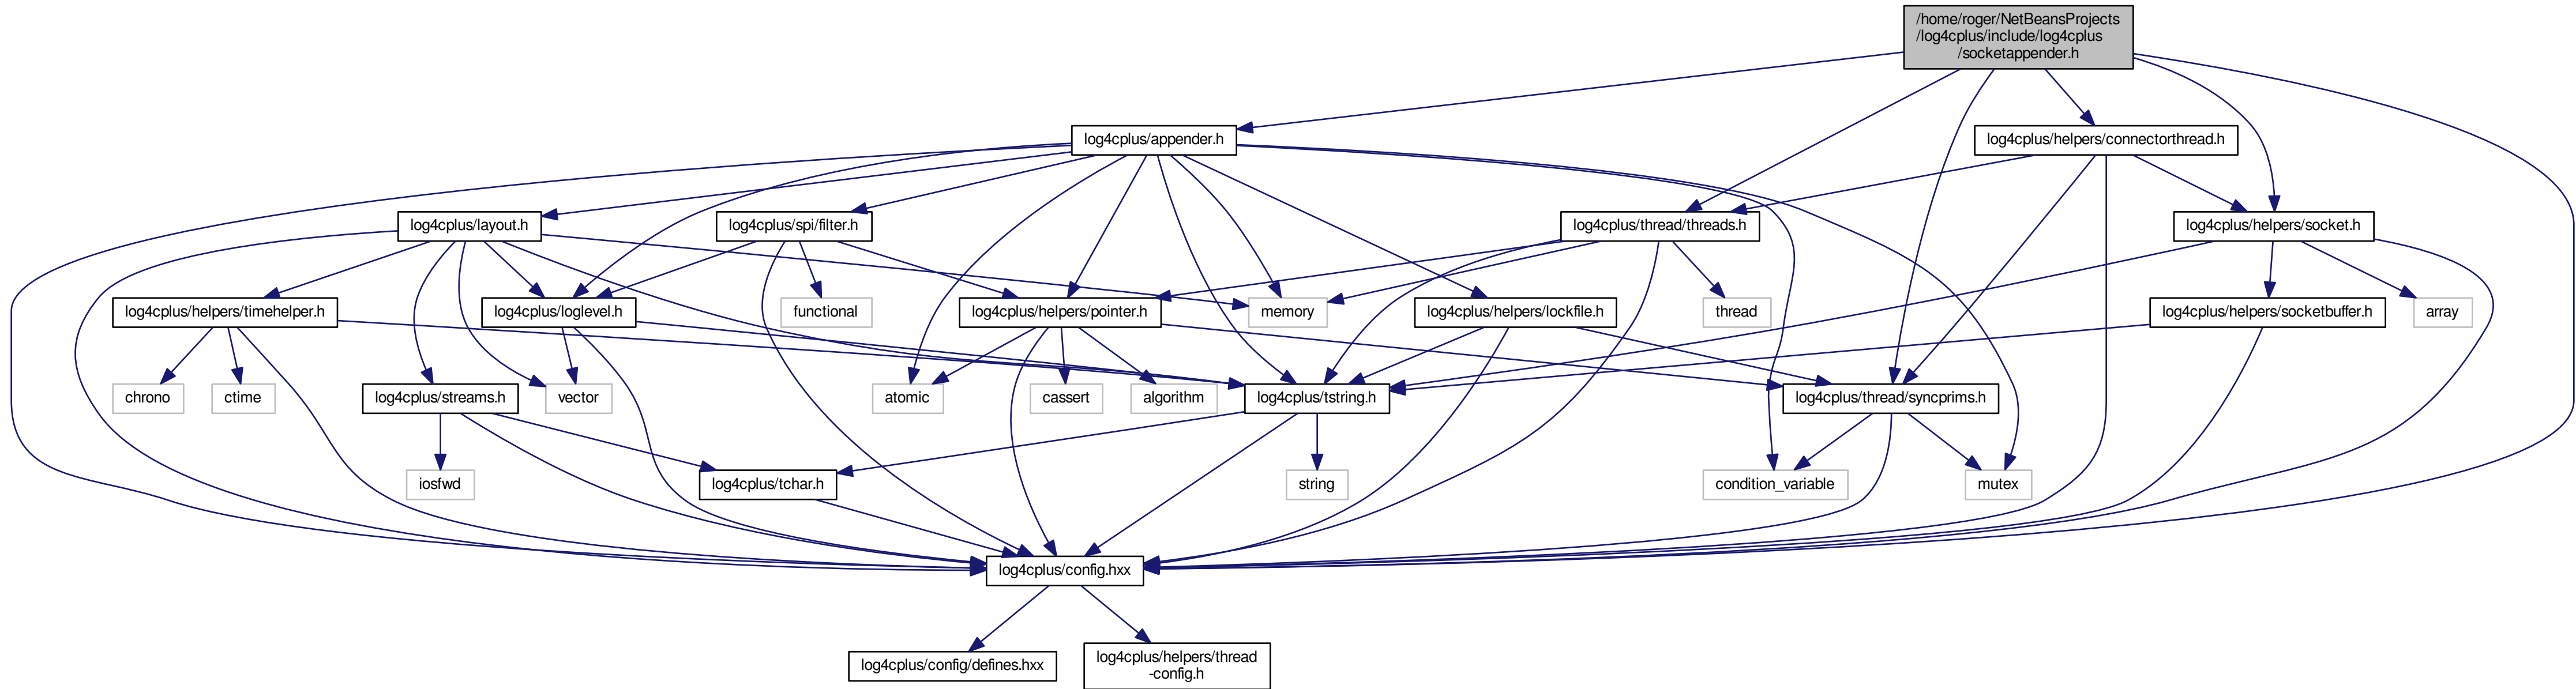 /home/roger/NetBeansProjects
/log4cplus/include/log4cplus
/socketappender.h
log4cplus/appender.h
log4cplus/helpers/connectorthread.h
log4cplus/layout.h
log4cplus/spi/filter.h
log4cplus/thread/threads.h
log4cplus/helpers/socket.h
log4cplus/helpers/timehelper.h
log4cplus/loglevel.h
functional
log4cplus/helpers/pointer.h
memory
log4cplus/helpers/lockfile.h
thread
log4cplus/helpers/socketbuffer.h
array
chrono
ctime
log4cplus/streams.h
vector
atomic
cassert
algorithm
log4cplus/tstring.h
log4cplus/thread/syncprims.h
iosfwd
log4cplus/tchar.h
string
condition_variable
mutex
log4cplus/config.hxx
log4cplus/config/defines.hxx
log4cplus/helpers/thread
-config.h